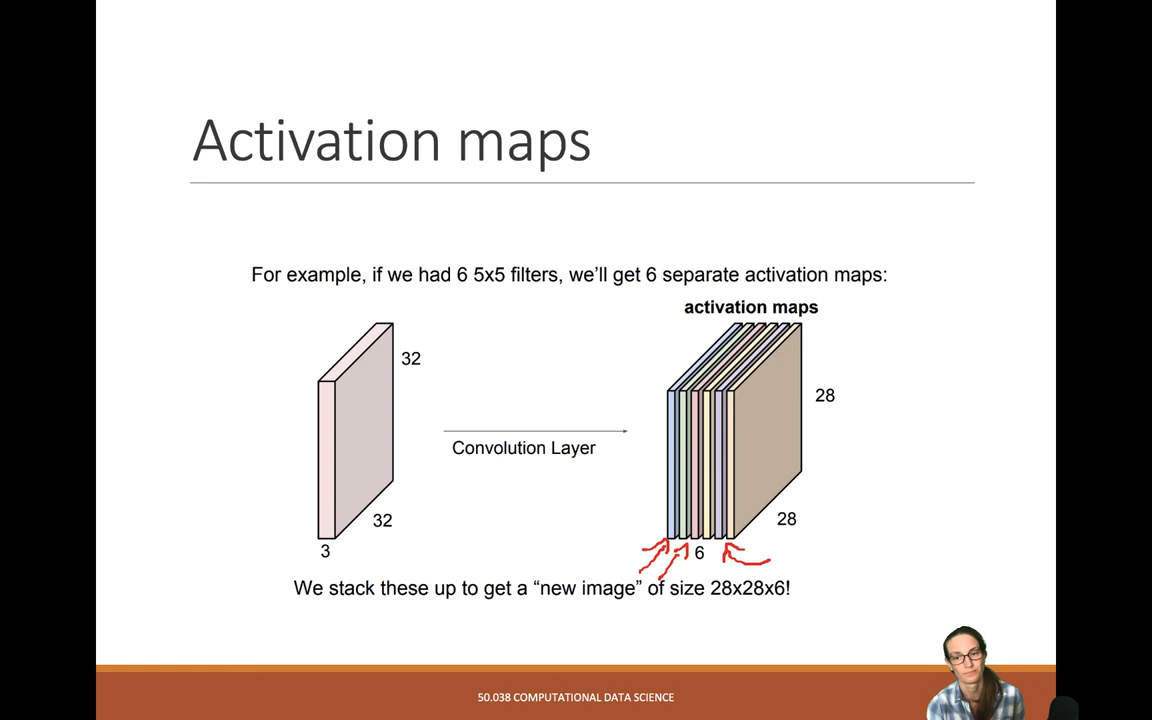 Activation maps
For example, if we had 6 5x5 filters, we’ll get 6 separate activation maps:
activation maps
32
28
Convolution Layer
32
28
3
6
We stack these up to get a “new image” of size 28x28x6!
50.038 COMPUTATIONAL DATA SCIENCE